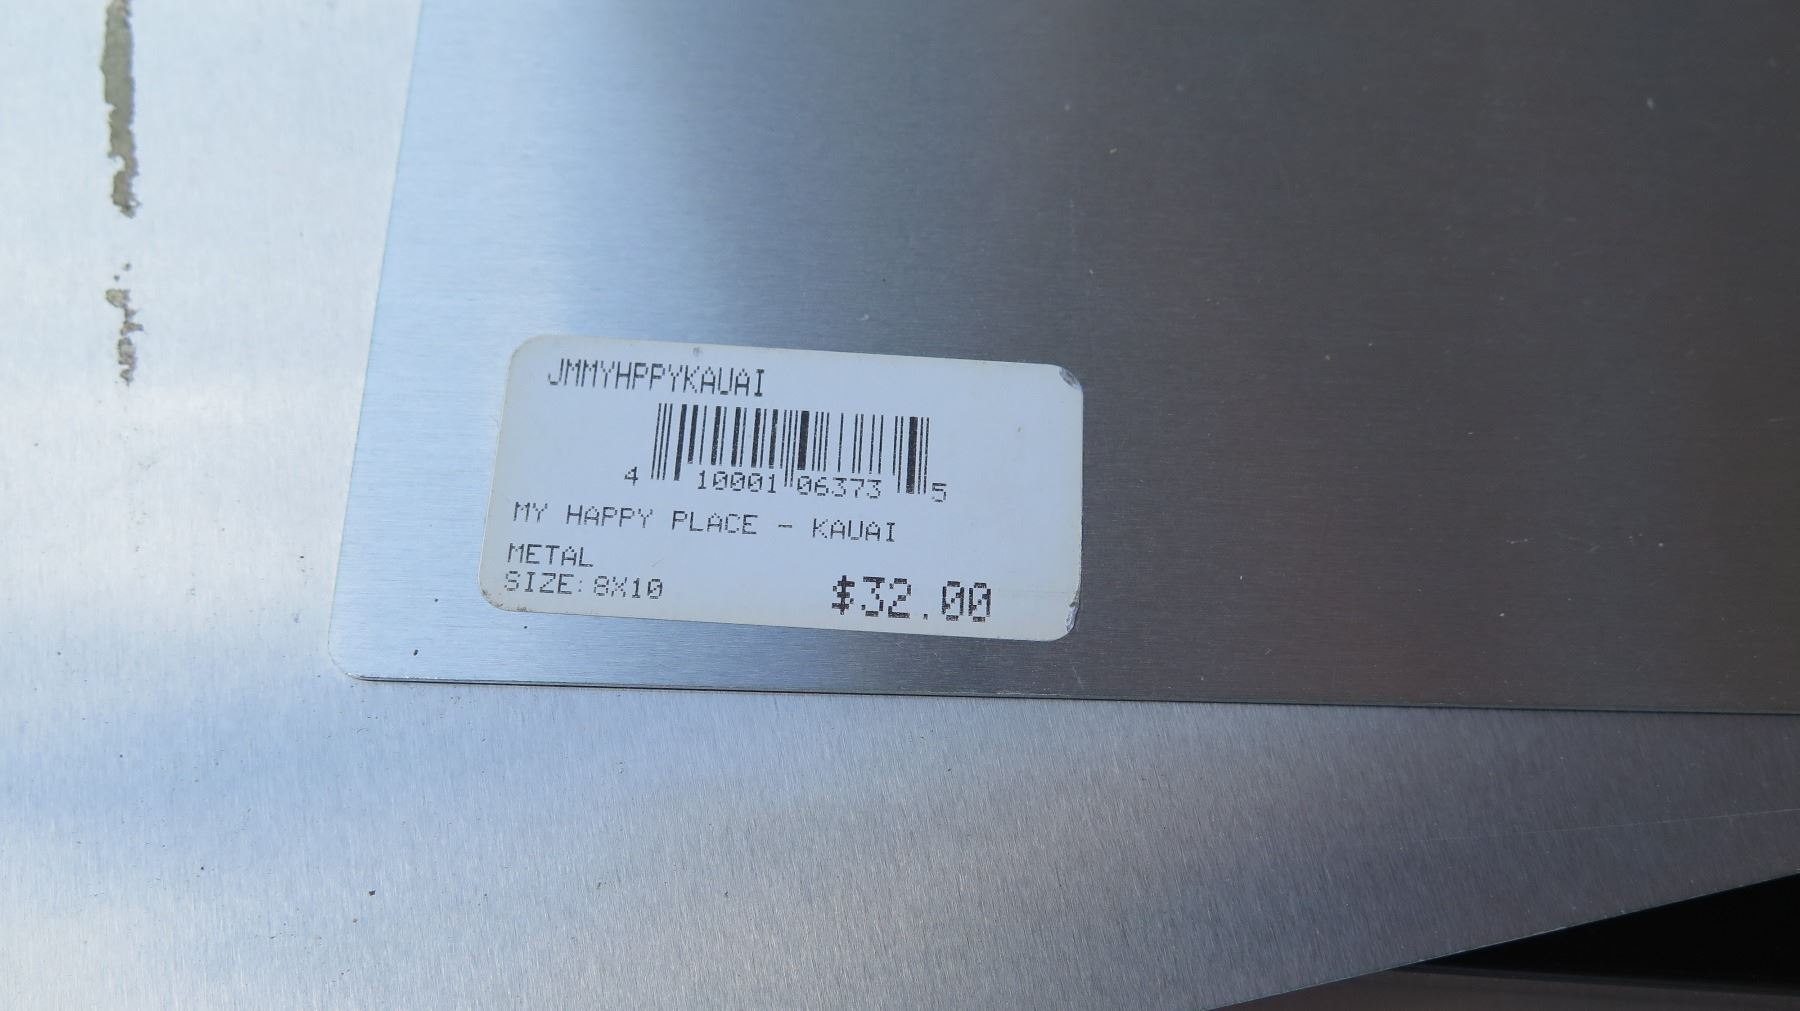 JMMYHPPYKAUAI
4 10001 06373 5
MY HAPPY PLACE - KAUAI
METAL
SIZE:8X10
$32.00